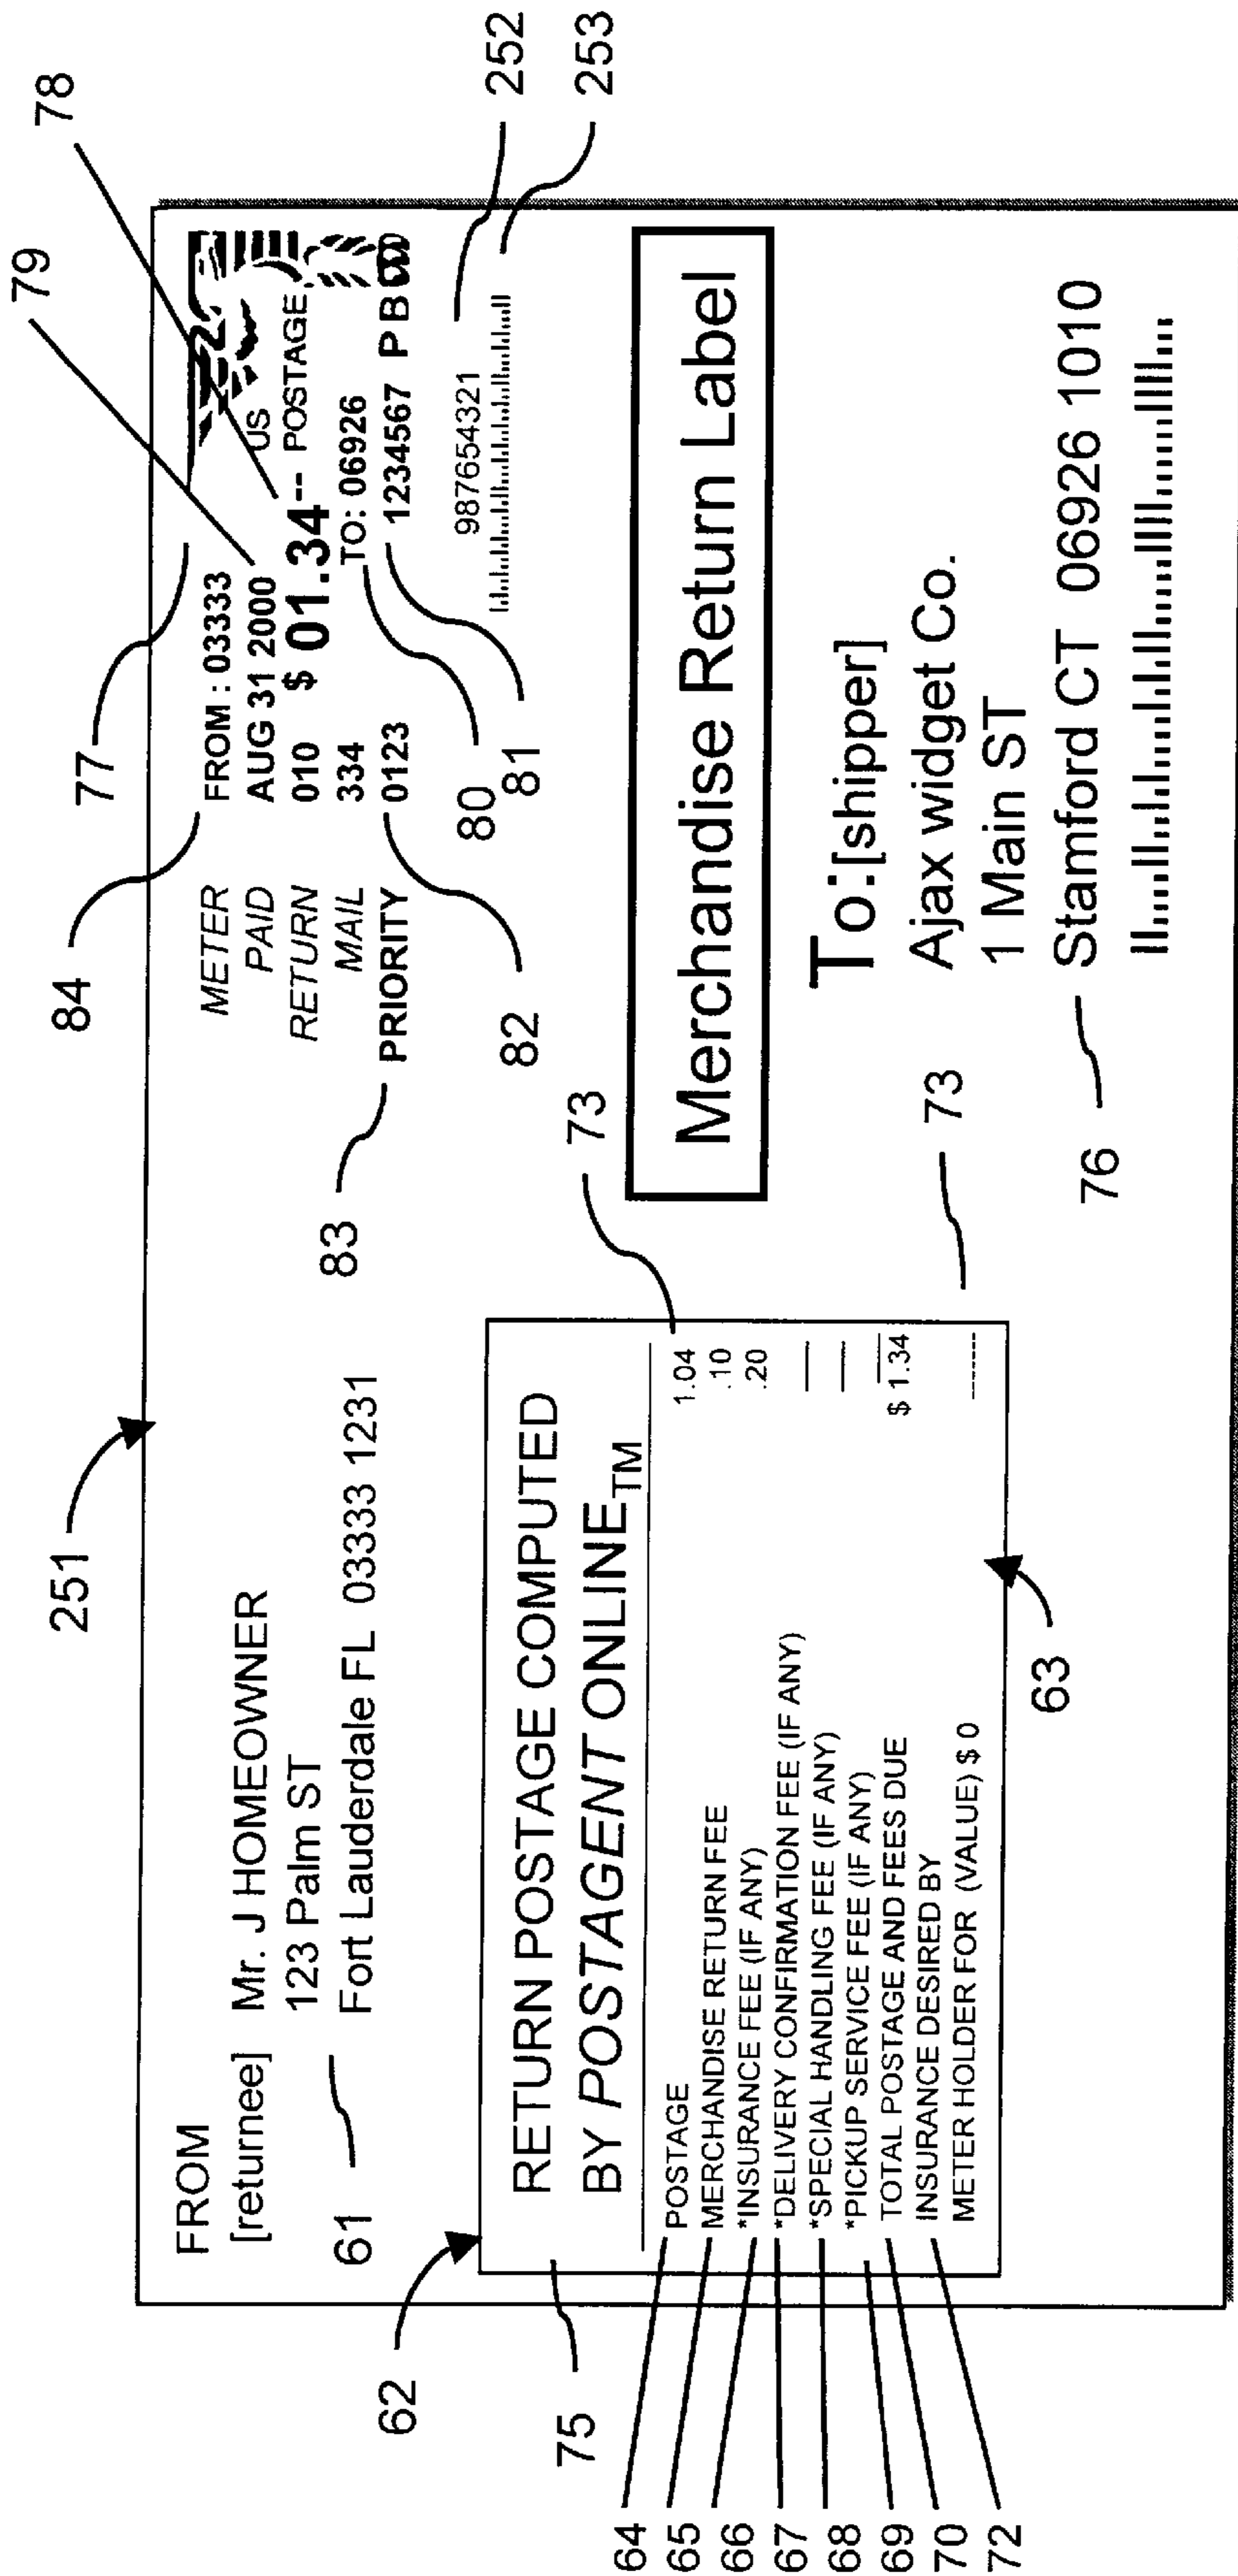 251
84
77
79
78
FROM
[returnee] Mr. J HOMEOWNER
123 Palm ST
Fort Lauderdale FL 03333 1231
61
METER FROM : 03333
PAID AUG 31 2000
RETURN 010 $ 01.34-- US POSTAGE
MAIL 334 TO: 06926
PRIORITY 0123 1234567 PB
83
82
80
81
987654321
252
253
62
75
RETURN POSTAGE COMPUTED
BY POSTAGENT ONLINE TM
73
64 POSTAGE 1.04
65 MERCHANDISE RETURN FEE .10
66 *INSURANCE FEE (IF ANY) .20
67 *DELIVERY CONFIRMATION FEE (IF ANY)
68 *SPECIAL HANDLING FEE (IF ANY)
69 *PICKUP SERVICE FEE (IF ANY)
70 TOTAL POSTAGE AND FEES DUE $ 1.34
72 INSURANCE DESIRED BY
METER HOLDER FOR (VALUE) $ 0
73
63
Merchandise Return Label
To:[shipper]
Ajax widget Co.
1 Main ST
Stamford CT 06926 1010
76